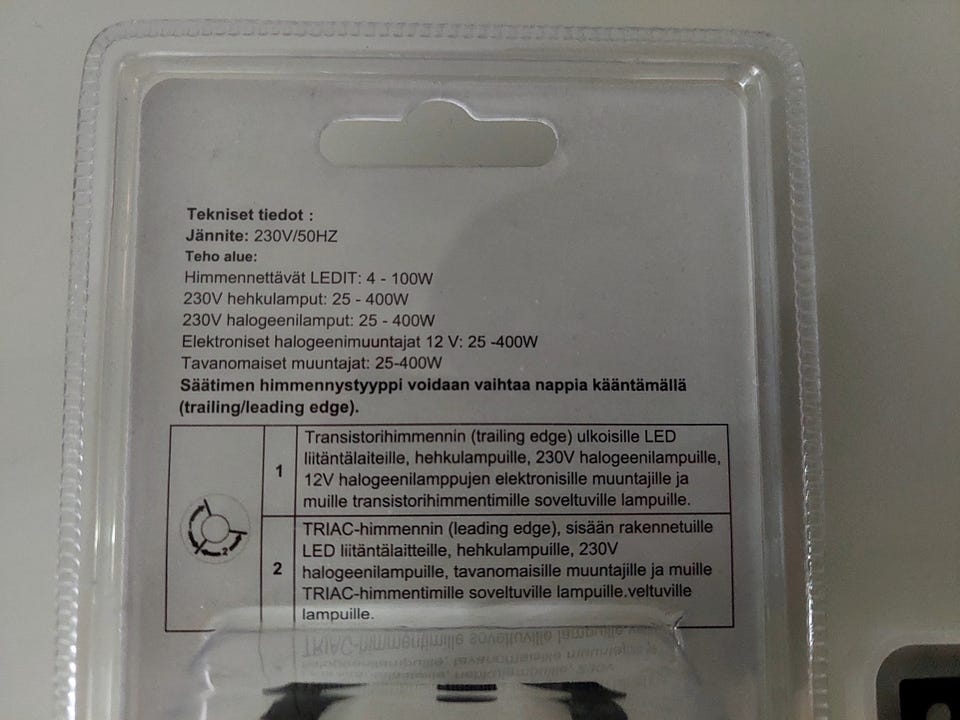 Tekniset tiedot :
Jännite: 230V/50HZ
Teho alue:
Himmennettävät LEDIT: 4 - 100W
230V hehkulamput: 25 - 400W
230V halogeenilamput: 25 - 400W
Elektroniset halogeenimuuntajat 12 V: 25 -400W
Tavanomaiset muuntajat: 25-400W
Säätimen himmennystyyppi voidaan vaihtaa nappia kääntämällä
(trailing/leading edge).
1
Transistorihimmennin (trailing edge) ulkoisille LED
liitäntälaiteille, hehkulampuille, 230V halogeenilampuille,
12V halogeenilamppujen elektronisille muuntajille ja
muille transistorihimmentimille soveltuville lampuille.
2
2
TRIAC-himmennin (leading edge), sisään rakennetuille
LED liitäntälaitteille, hehkulampuille, 230V
halogeenilampuille, tavanomaisille muuntajille ja muille
TRIAC-himmentimille soveltuville lampuille.veltuville
lampuille.